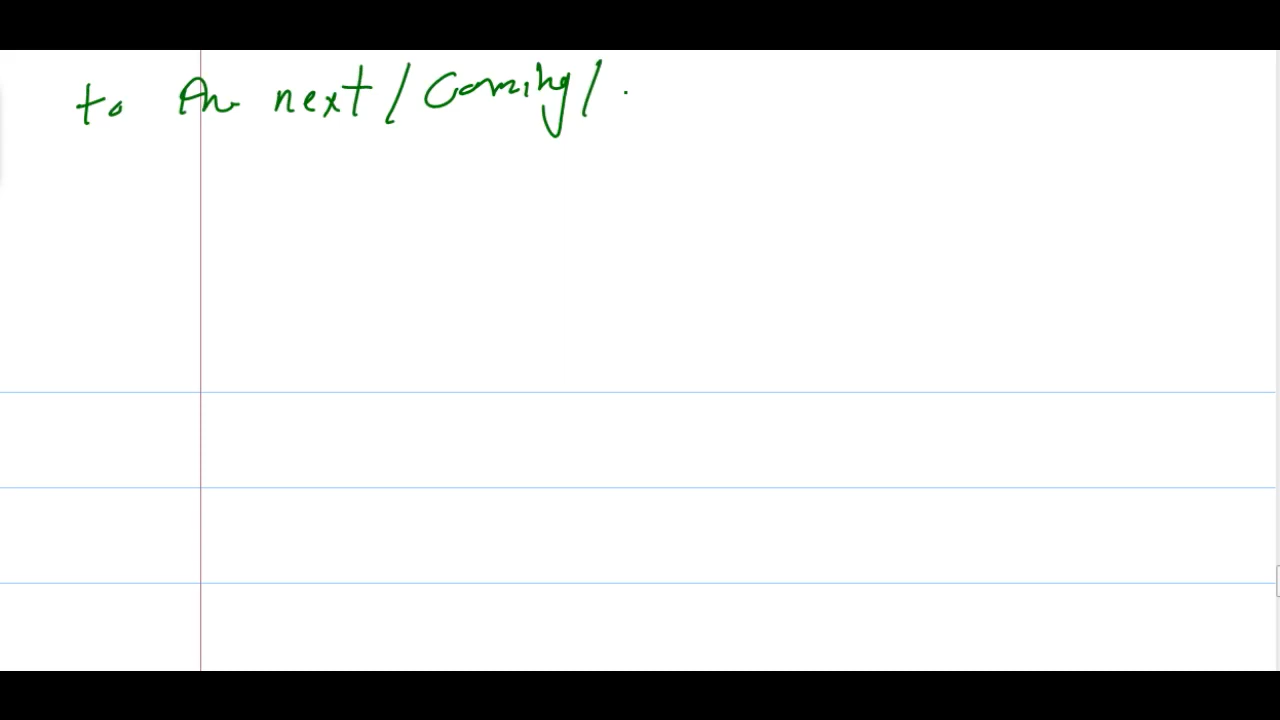 to the next / Coming / .